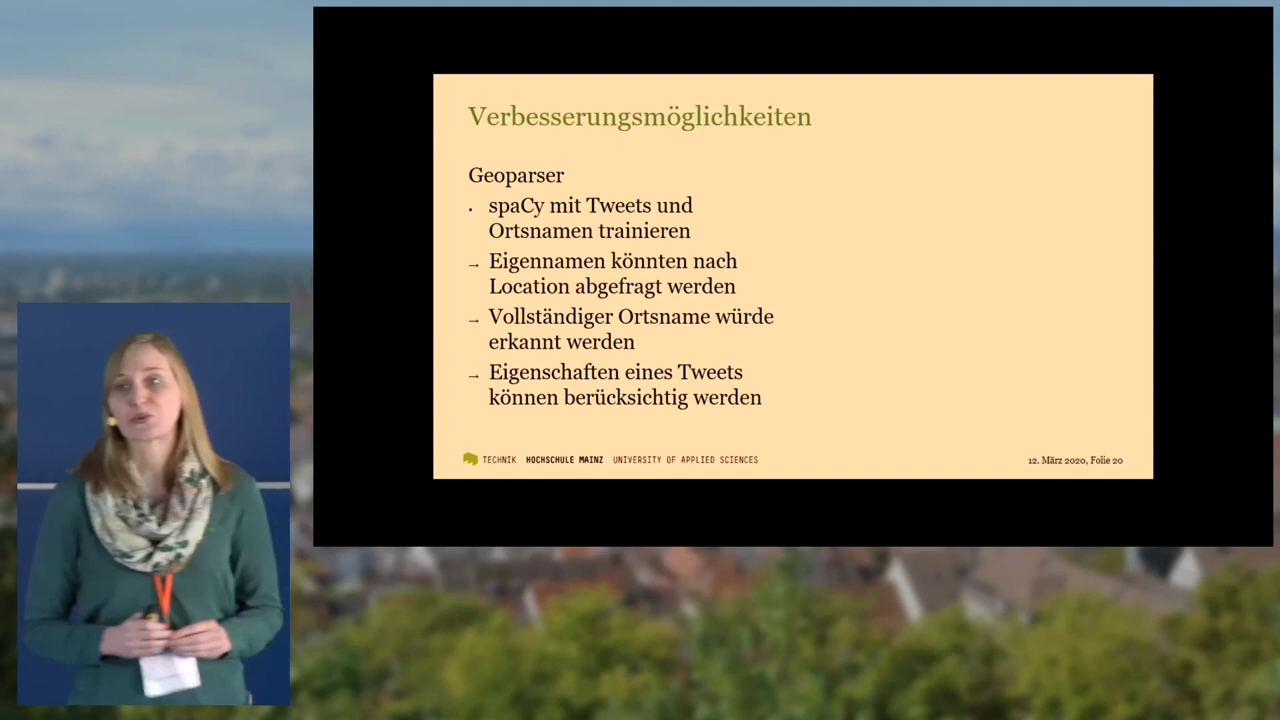 Verbesserungsmöglichkeiten
Geoparser
• spaCy mit Tweets und
Ortsnamen trainieren
→ Eigennamen könnten nach
Location abgefragt werden
→ Vollständiger Ortsname würde
erkannt werden
→ Eigenschaften eines Tweets
können berücksichtig werden
TECHNIK HOCHSCHULE MAINZ UNIVERSITY OF APPLIED SCIENCES
12. März 2020, Folie 20